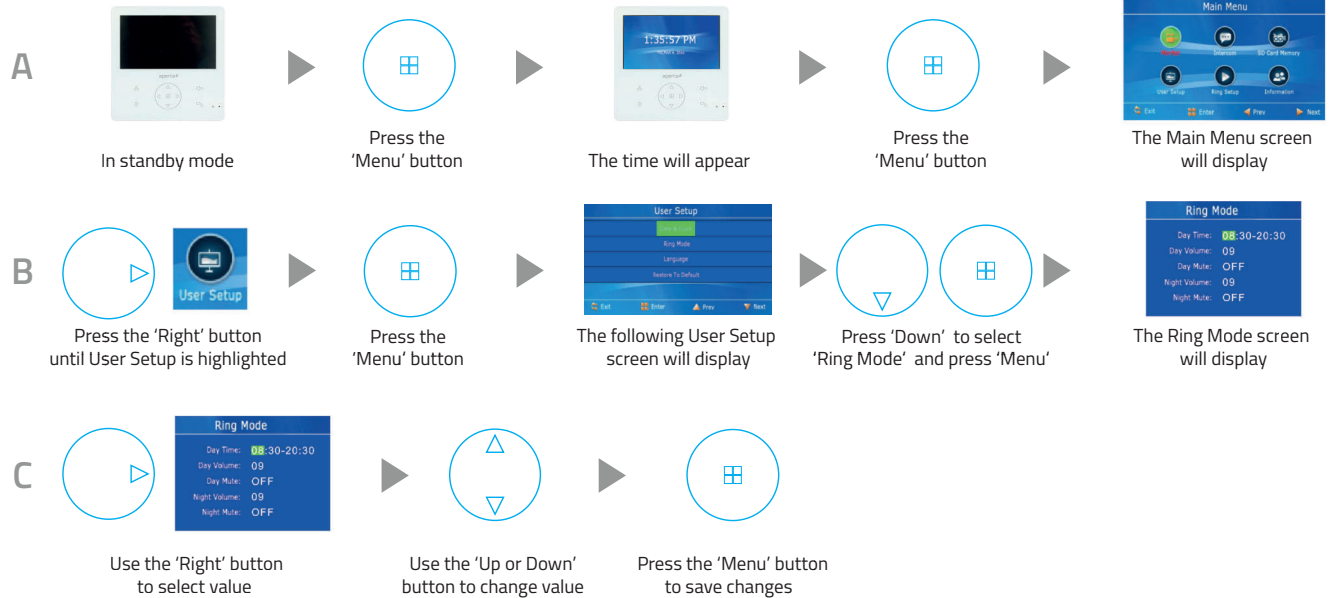 A
1:35:57 PM
Main Menu
Monitor
Intercom
SD Card Memory
User Setup
Ring Setup
Information
Exit
Enter
Prev
Next
In standby mode
Press the
‘Menu’ button
The time will appear
Press the
‘Menu’ button
The Main Menu screen
will display
B
User Setup
User Setup
Ring Mode
Language
Restore To Default
Exit
Enter
Prev
Next
Ring Mode
Day Time: 08:30-20:30
Day Volume: 09
Day Mute: OFF
Night Volume: 09
Night Mute: OFF
Press the ‘Right’ button
until User Setup is highlighted
Press the
‘Menu’ button
The following User Setup
screen will display
Press ‘Down’ to select
‘Ring Mode‘ and press ‘Menu‘
The Ring Mode screen
will display
C
Ring Mode
Day Time: 08:30-20:30
Day Volume: 09
Day Mute: OFF
Night Volume: 09
Night Mute: OFF
Use the ‘Right’ button
to select value
Use the ‘Up or Down’
button to change value
Press the ‘Menu’ button
to save changes